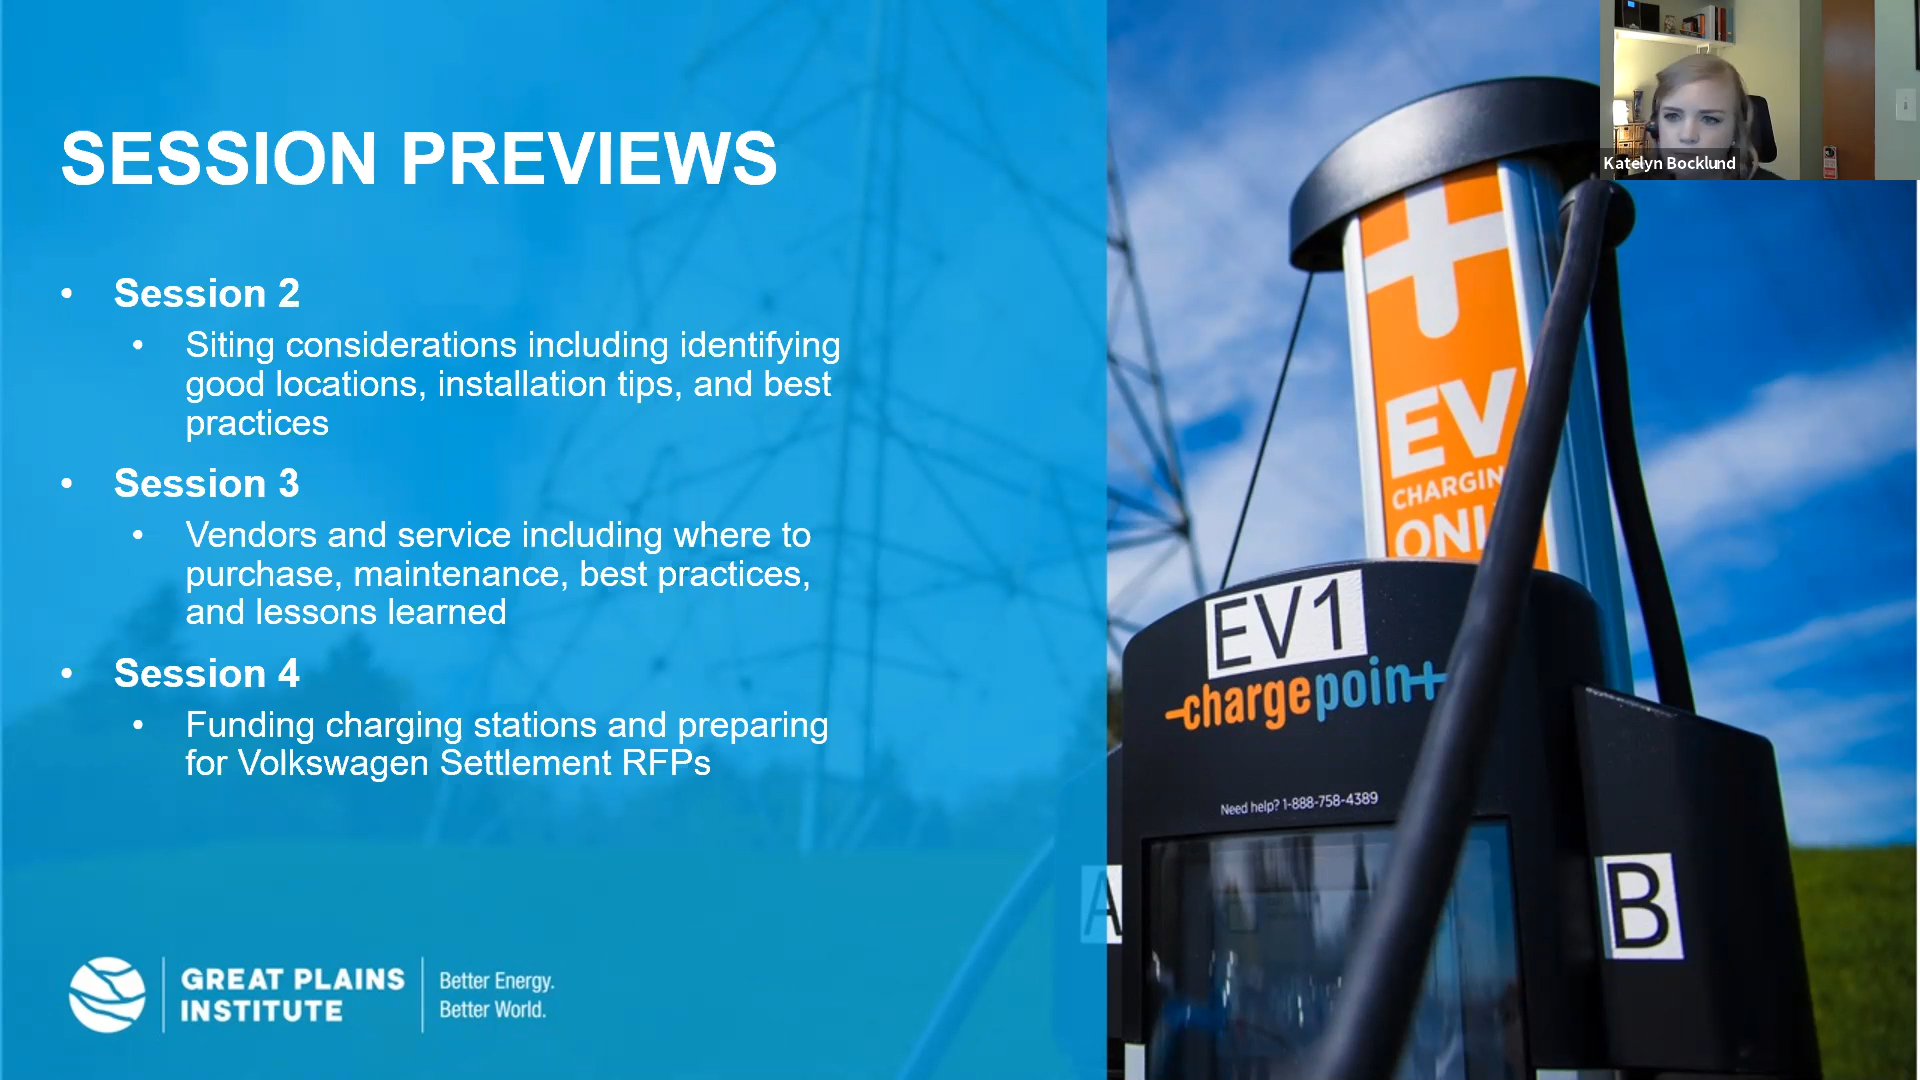 SESSION PREVIEWS
• Session 2
• Siting considerations including identifying
good locations, installation tips, and best
practices
• Session 3
• Vendors and service including where to
purchase, maintenance, best practices,
and lessons learned
• Session 4
• Funding charging stations and preparing
for Volkswagen Settlement RFPs
GREAT PLAINS
INSTITUTE
Better Energy.
Better World.
Katelyn Bocklund
EV
CHARGIN
ONL
EV1
chargepoint
Need help? 1-888-758-4389
A
B